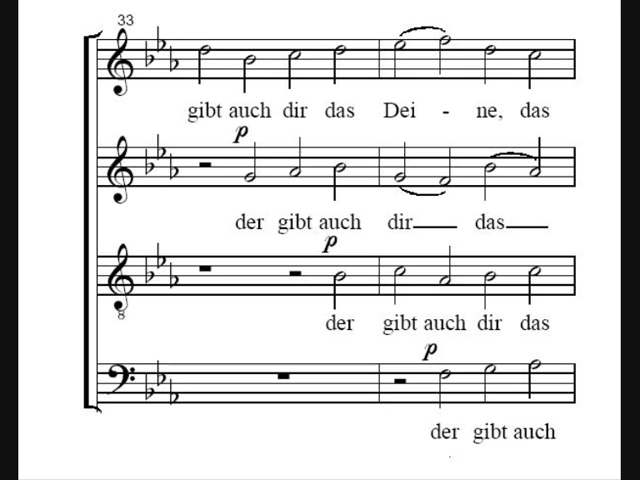 33
gibt auch dir das Dei - ne, das
p
der gibt auch dir das
p
der gibt auch dir das
p
der gibt auch